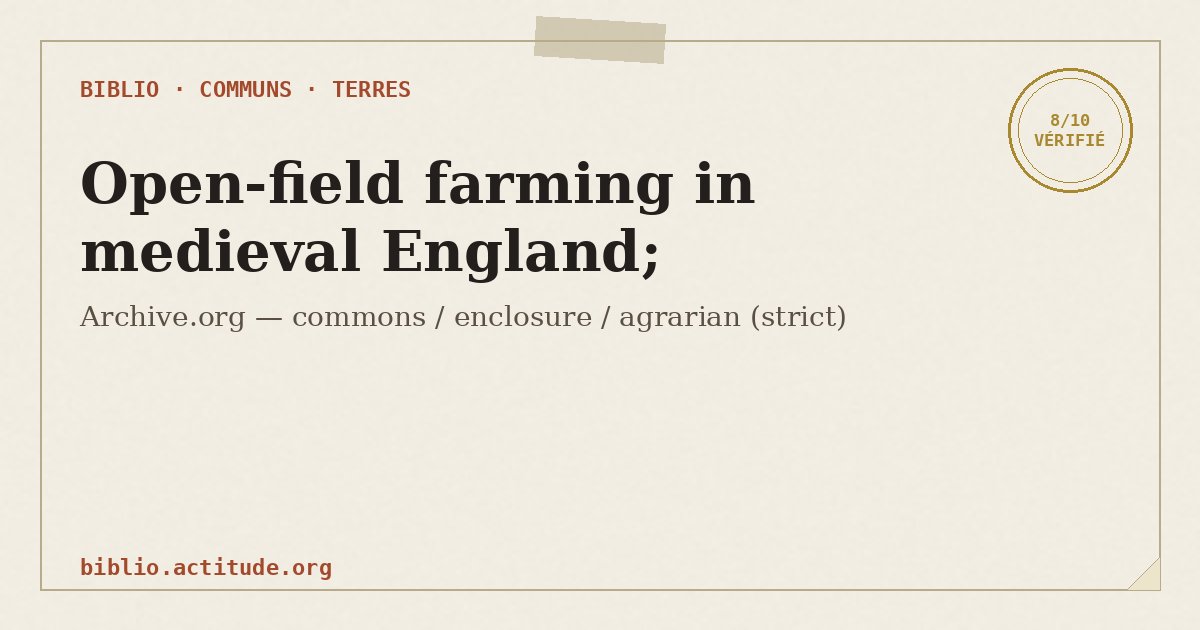 BIBLIO · COMMUNS · TERRES
8/10
VÉRIFIÉ
Open-field farming in
medieval England;
Archive.org — commons / enclosure / agrarian (strict)
biblio.actitude.org